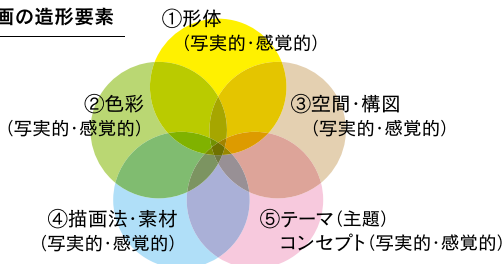 画の造形要素
①形体
(写実的・感覚的)
②色彩
(写実的・感覚的)
③空間・構図
(写実的・感覚的)
④描画法・素材
(写実的・感覚的)
⑤テーマ(主題)
コンセプト(写実的・感覚的)